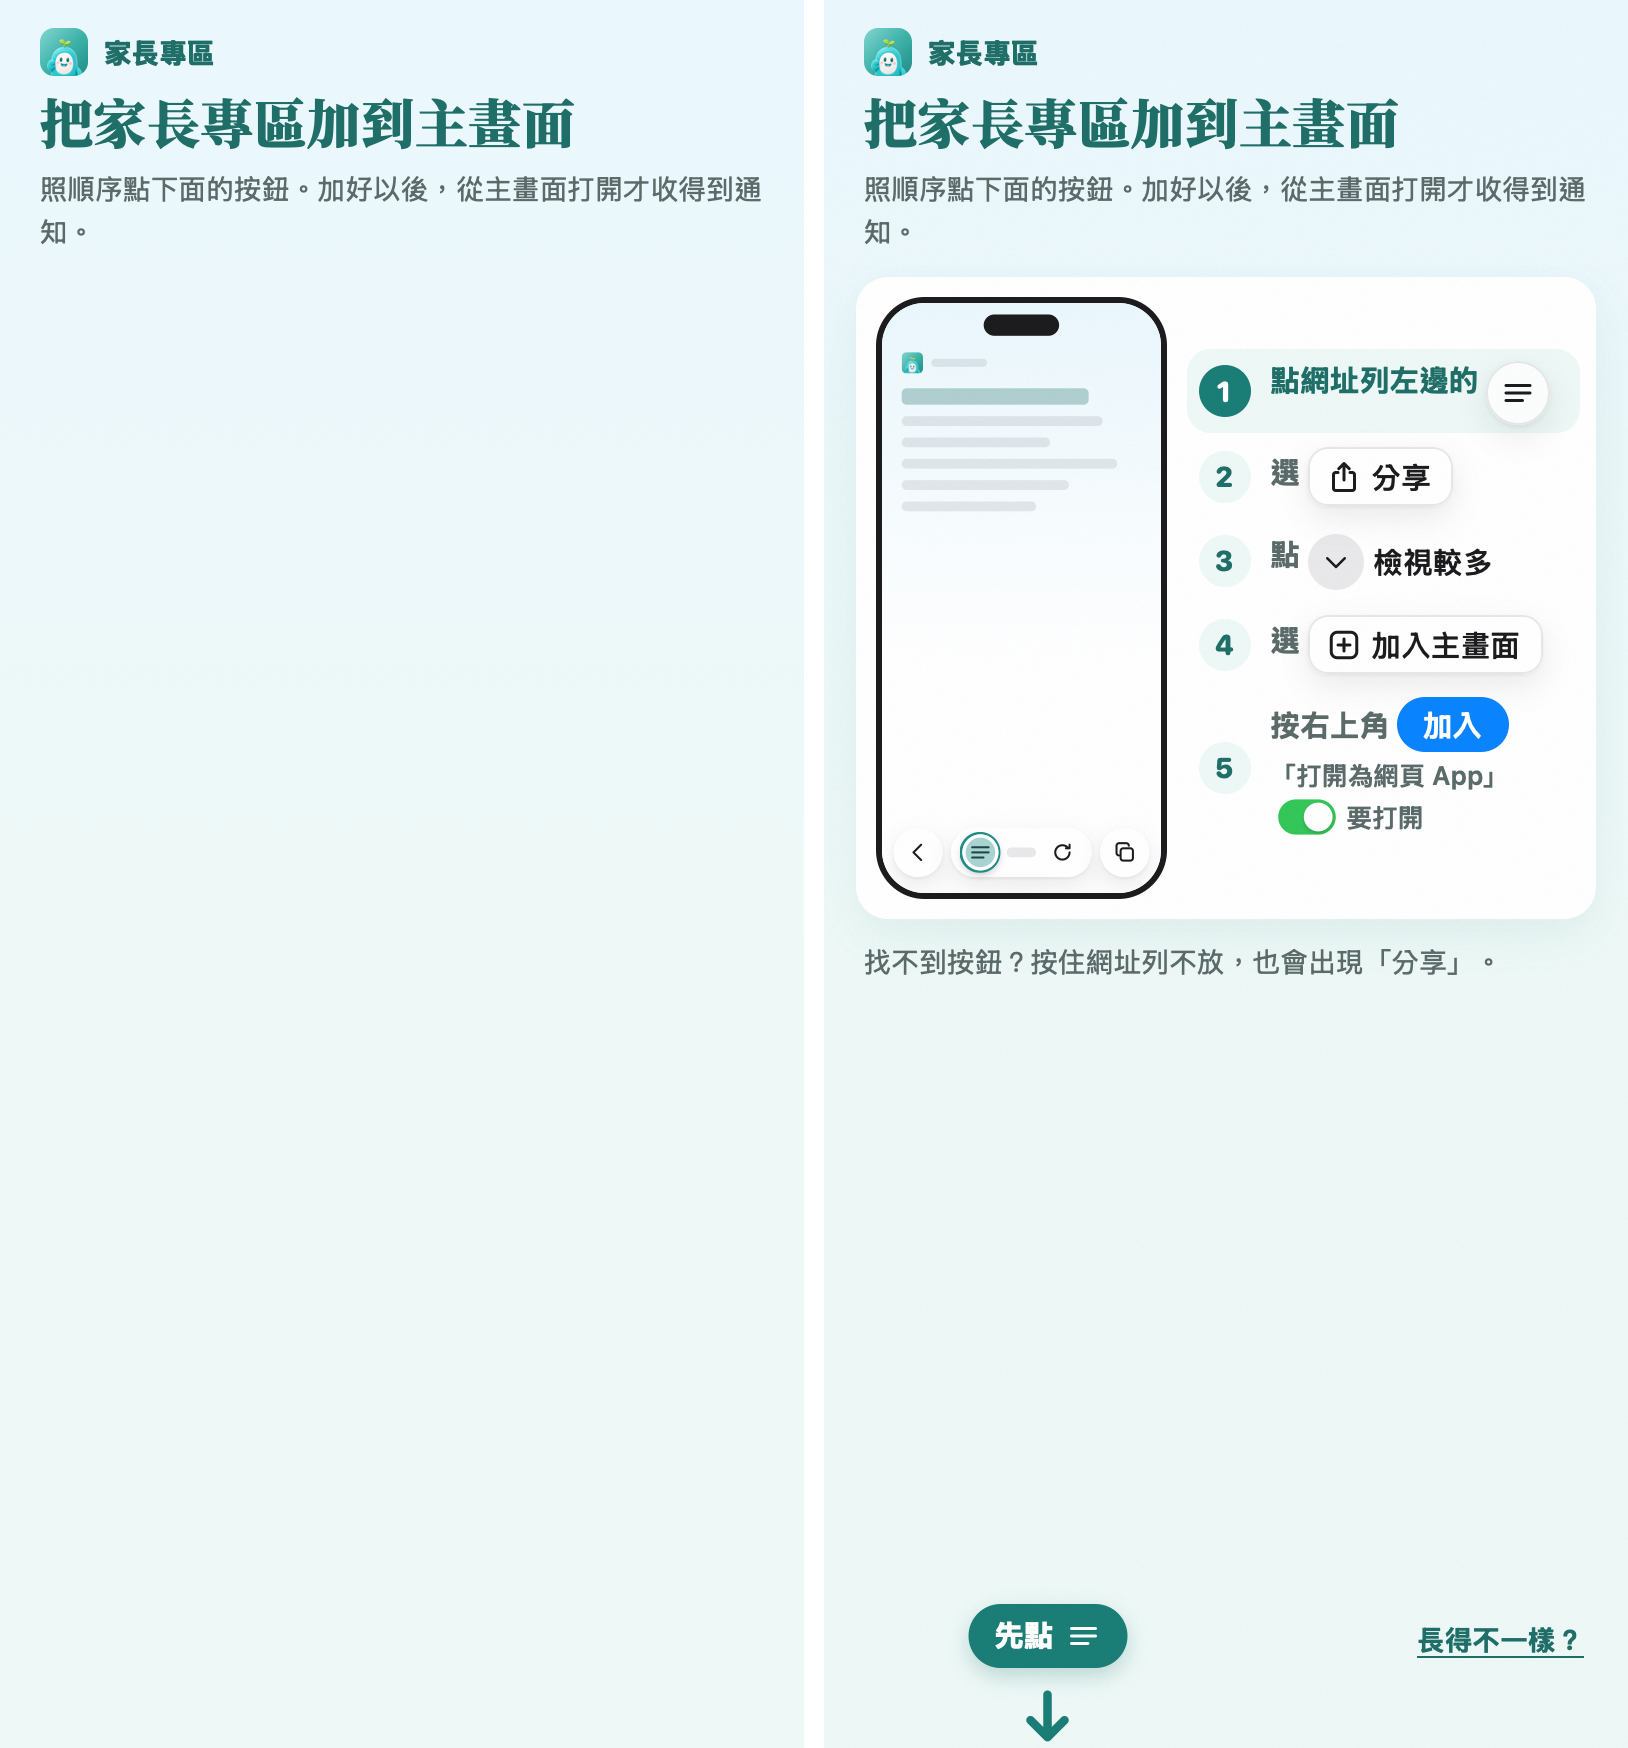 家長專區
把家長專區加到主畫面
照順序點下面的按鈕。加好以後，從主畫面打開才收得到通
知。
家長專區
把家長專區加到主畫面
照順序點下面的按鈕。加好以後，從主畫面打開才收得到通
知。
1 點網址列左邊的
2 選 分享
3 點 檢視較多
4 選 加入主畫面
5 按右上角 加入
「打開為網頁 App」
要打開
找不到按鈕？按住網址列不放，也會出現「分享」。
先點
長得不一樣？